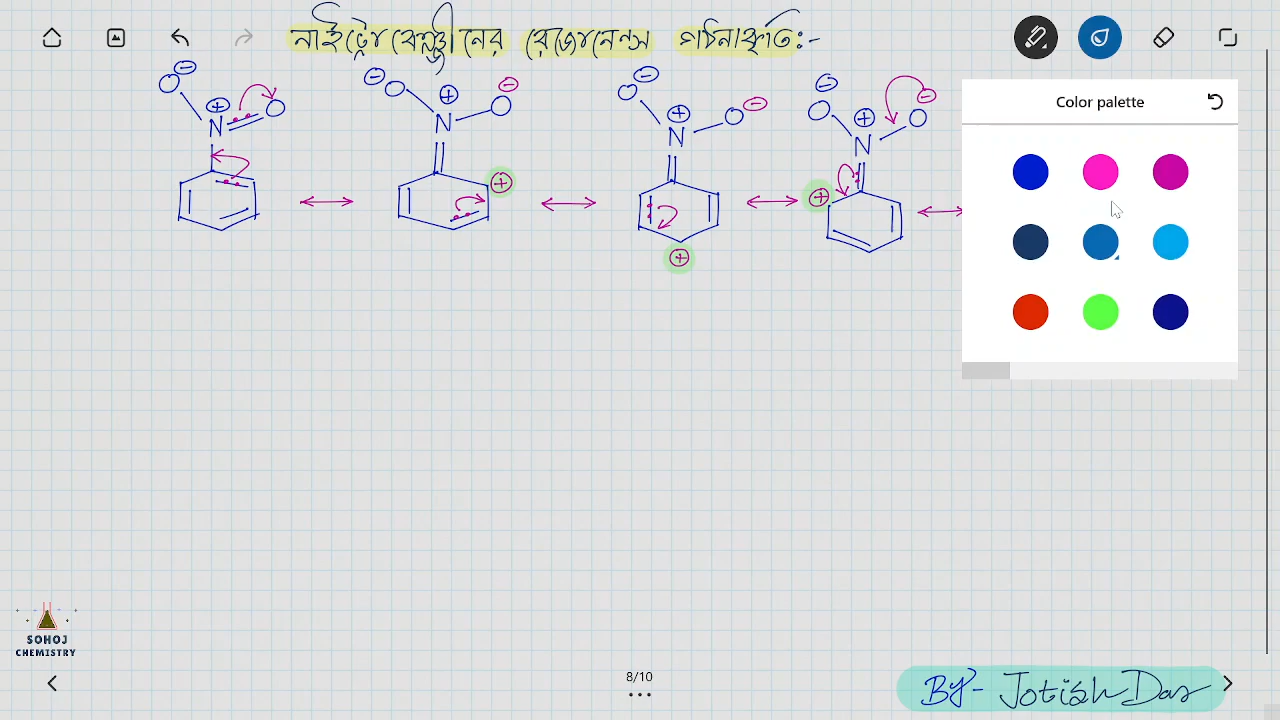 নাইট্রোবেঞ্জীনের রেজোনেন্স গঠনাকৃতি:-
Color palette
O ⊖ N ⊕ O
⊖ O N ⊕ O ⊖ ⊕
O ⊖ N ⊕ O ⊖ ⊕
O ⊖ N ⊕ O ⊖ ⊕
SOHOJ
CHEMISTRY
8/10
BY- Jotish Das